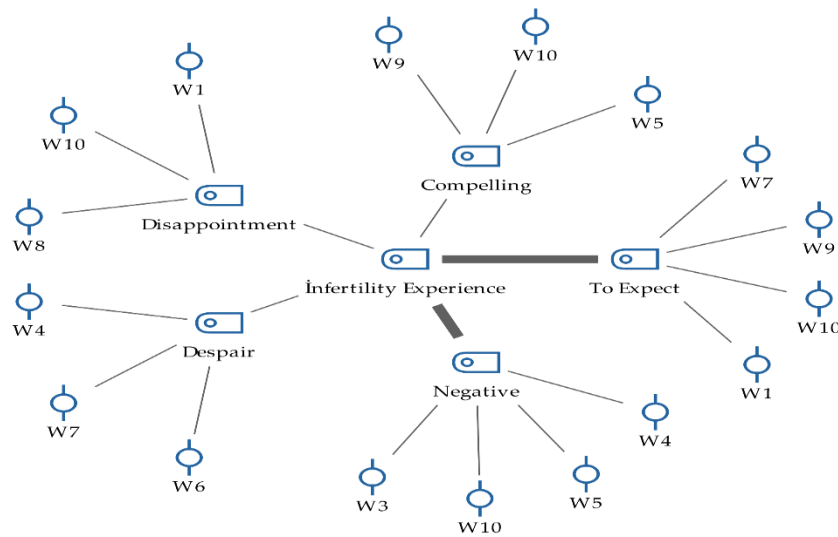 W9
W10
W1
W5
W10
W7
Compelling
Disappointment
W8
W9
İnfertility Experience
To Expect
W10
W4
Despair
W1
Negative
W7
W4
W6
W3
W10
W5